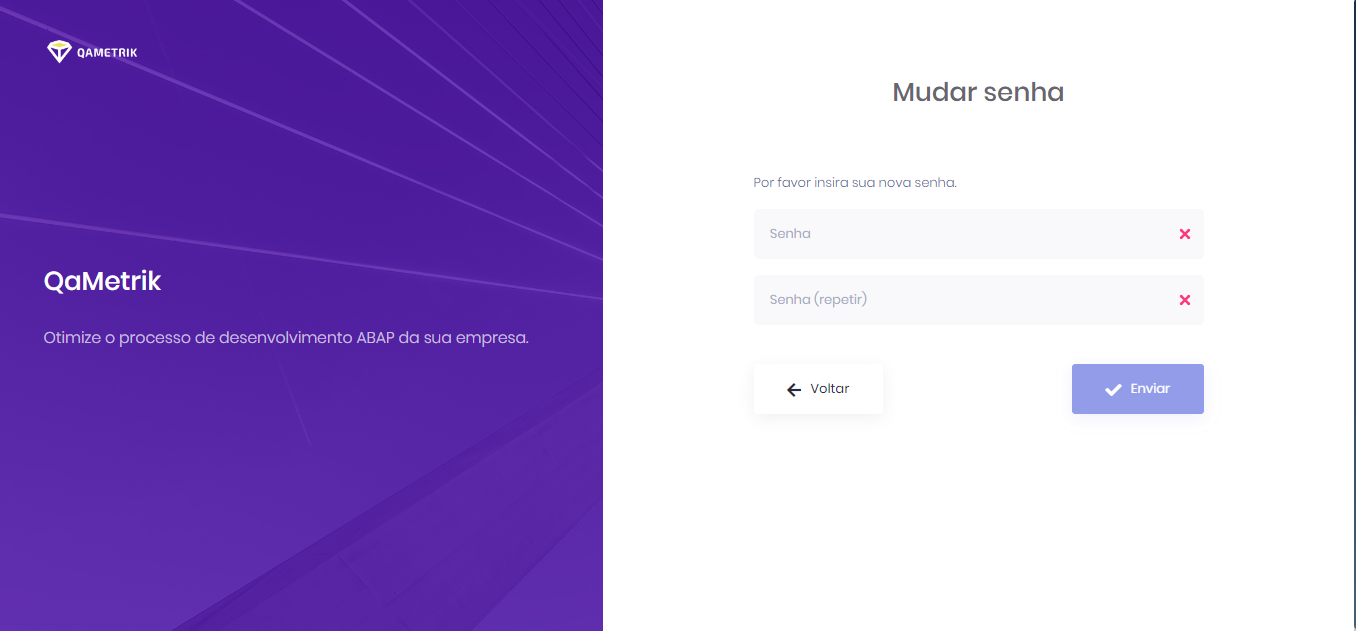 QAMETRIK
QaMetrik
Otimize o processo de desenvolvimento ABAP da sua empresa.
Mudar senha
Por favor insira sua nova senha.
Senha
Senha (repetir)
Voltar
Enviar